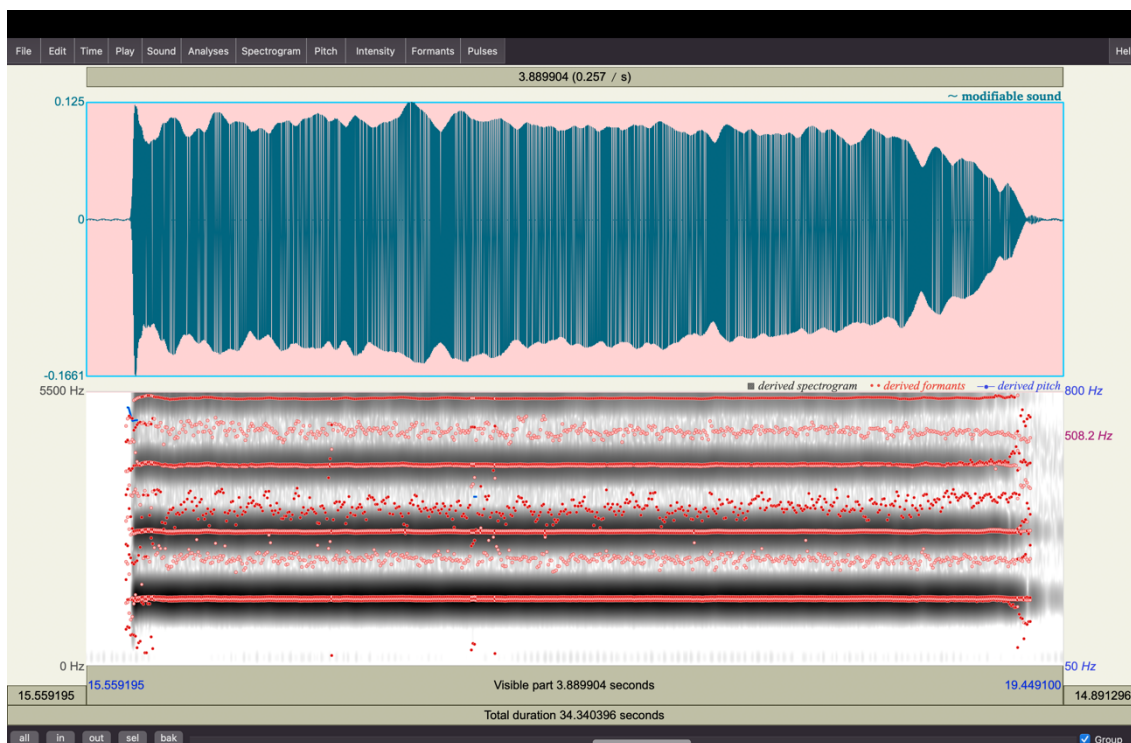 File Edit Time Play Sound Analyses Spectrogram Pitch Intensity Formants Pulses
3.889904 (0.257 / s)
~ modifiable sound
0.125
0
-0.1661
derived spectrogram derived formants derived pitch
5500 Hz 800 Hz
508.2 Hz
0 Hz 50 Hz
15.559195 Visible part 3.889904 seconds 19.449100
15.559195 14.891296
Total duration 34.340396 seconds
all in out sel bak Group